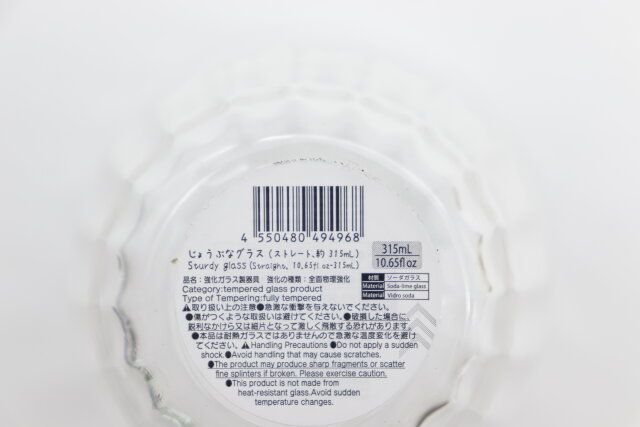 4 550480 494968
じょうぶなグラス (ストレート、約 315mL)
Sturdy glass (Straight, 10.65fl oz・315mL)
315mL
10.65fl oz
品名:強化ガラス製器具 強化の種類:全面物理強化
Category:tempered glass product
Type of Tempering:fully tempered
材質 ソーダガラス
Material Soda-lime glass
Material Vidro soda
⚠取り扱い上の注意●急激な衝撃を与えないでください。
●傷がつくような取扱いは避けてください。●破損した場合に、
鋭利なかけら又は細片となって激しく飛散する恐れがあります。
●本品は耐熱ガラスではありませんので急激な温度変化を避け
てください。⚠Handling Precautions ●Do not apply a sudden
shock.●Avoid handling that may cause scratches.
●The product may produce sharp fragments or scatter
fine splinters if broken. Please exercise caution.
●This product is not made from
heat-resistant glass.Avoid sudden
temperature changes.